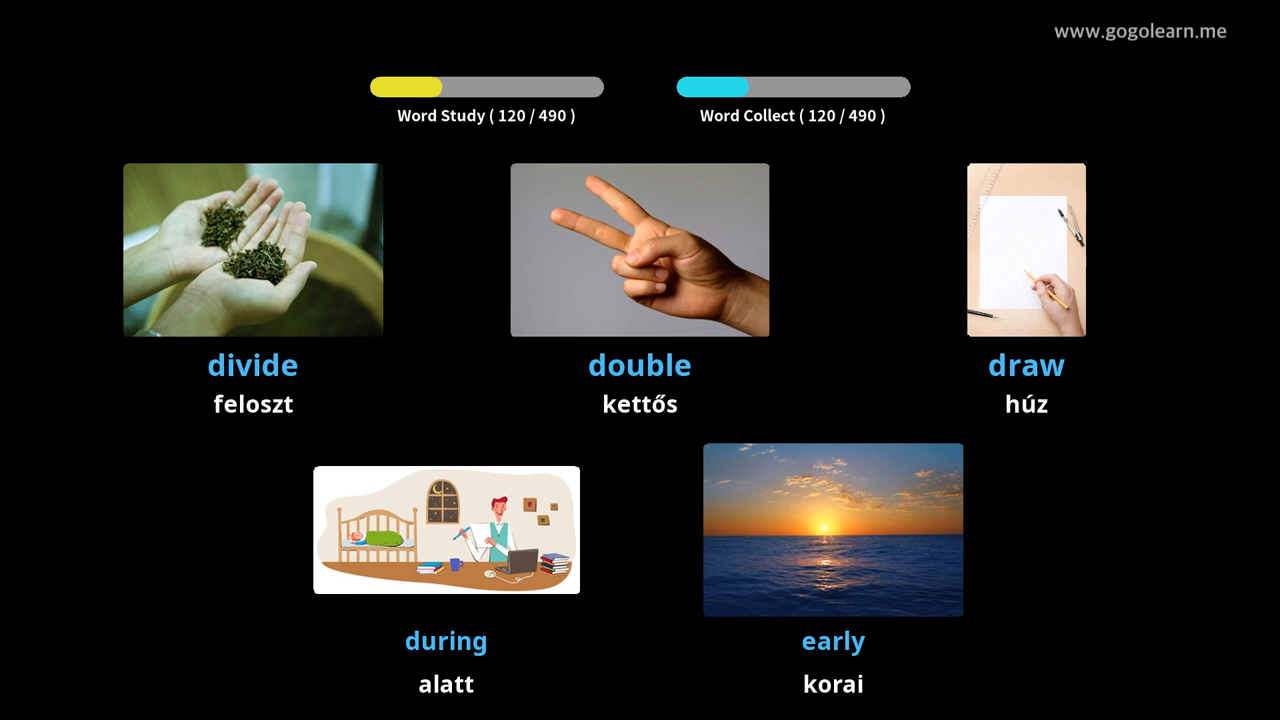 www.gogolearn.me
Word Study ( 120 / 490 )
Word Collect ( 120 / 490 )
divide
feloszt
double
kettős
draw
húz
during
alatt
early
korai